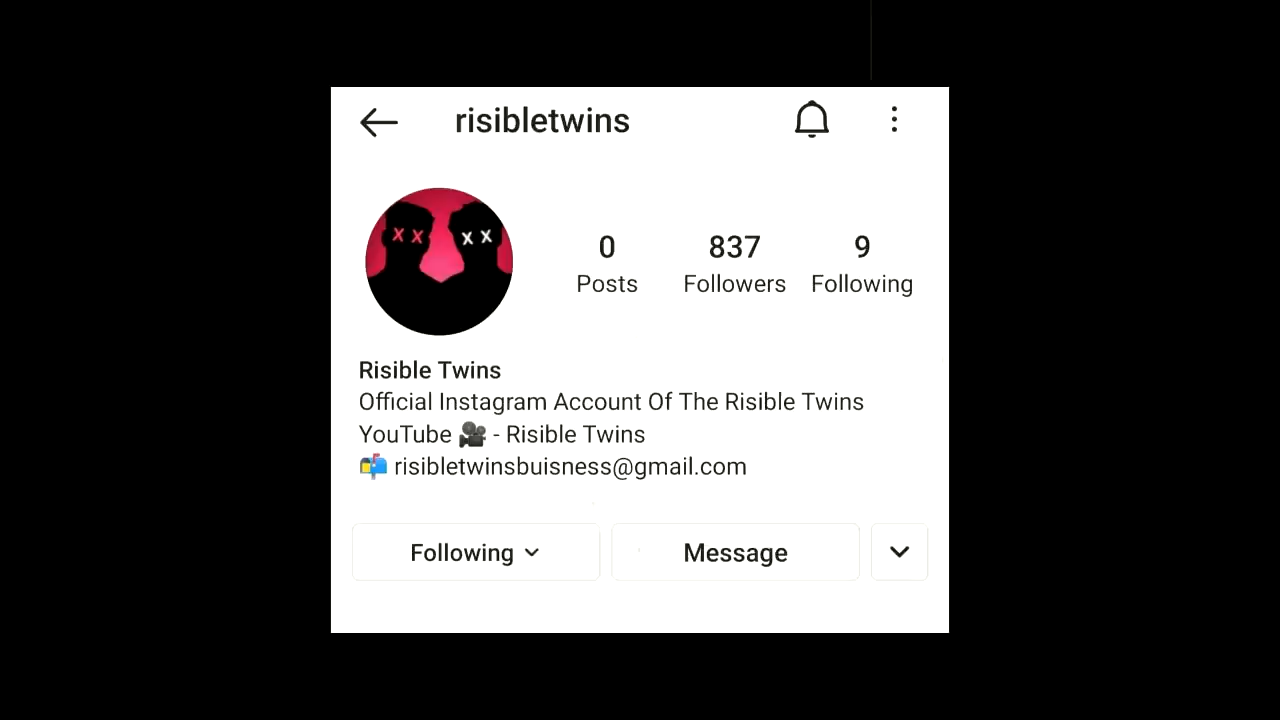 risibletwins
X X X X
0 837 9
Posts Followers Following
Risible Twins
Official Instagram Account Of The Risible Twins
YouTube 🎥 - Risible Twins
📬 risibletwinsbuisness@gmail.com
Following Message